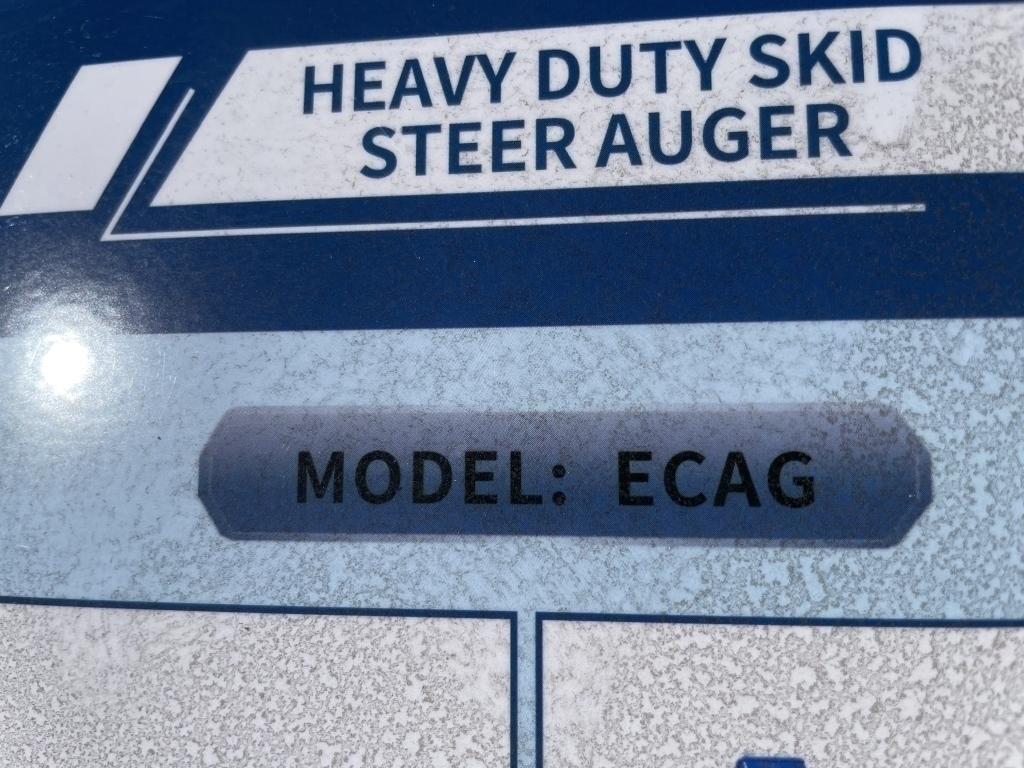 HEAVY DUTY SKID
STEER AUGER
MODEL: ECAG